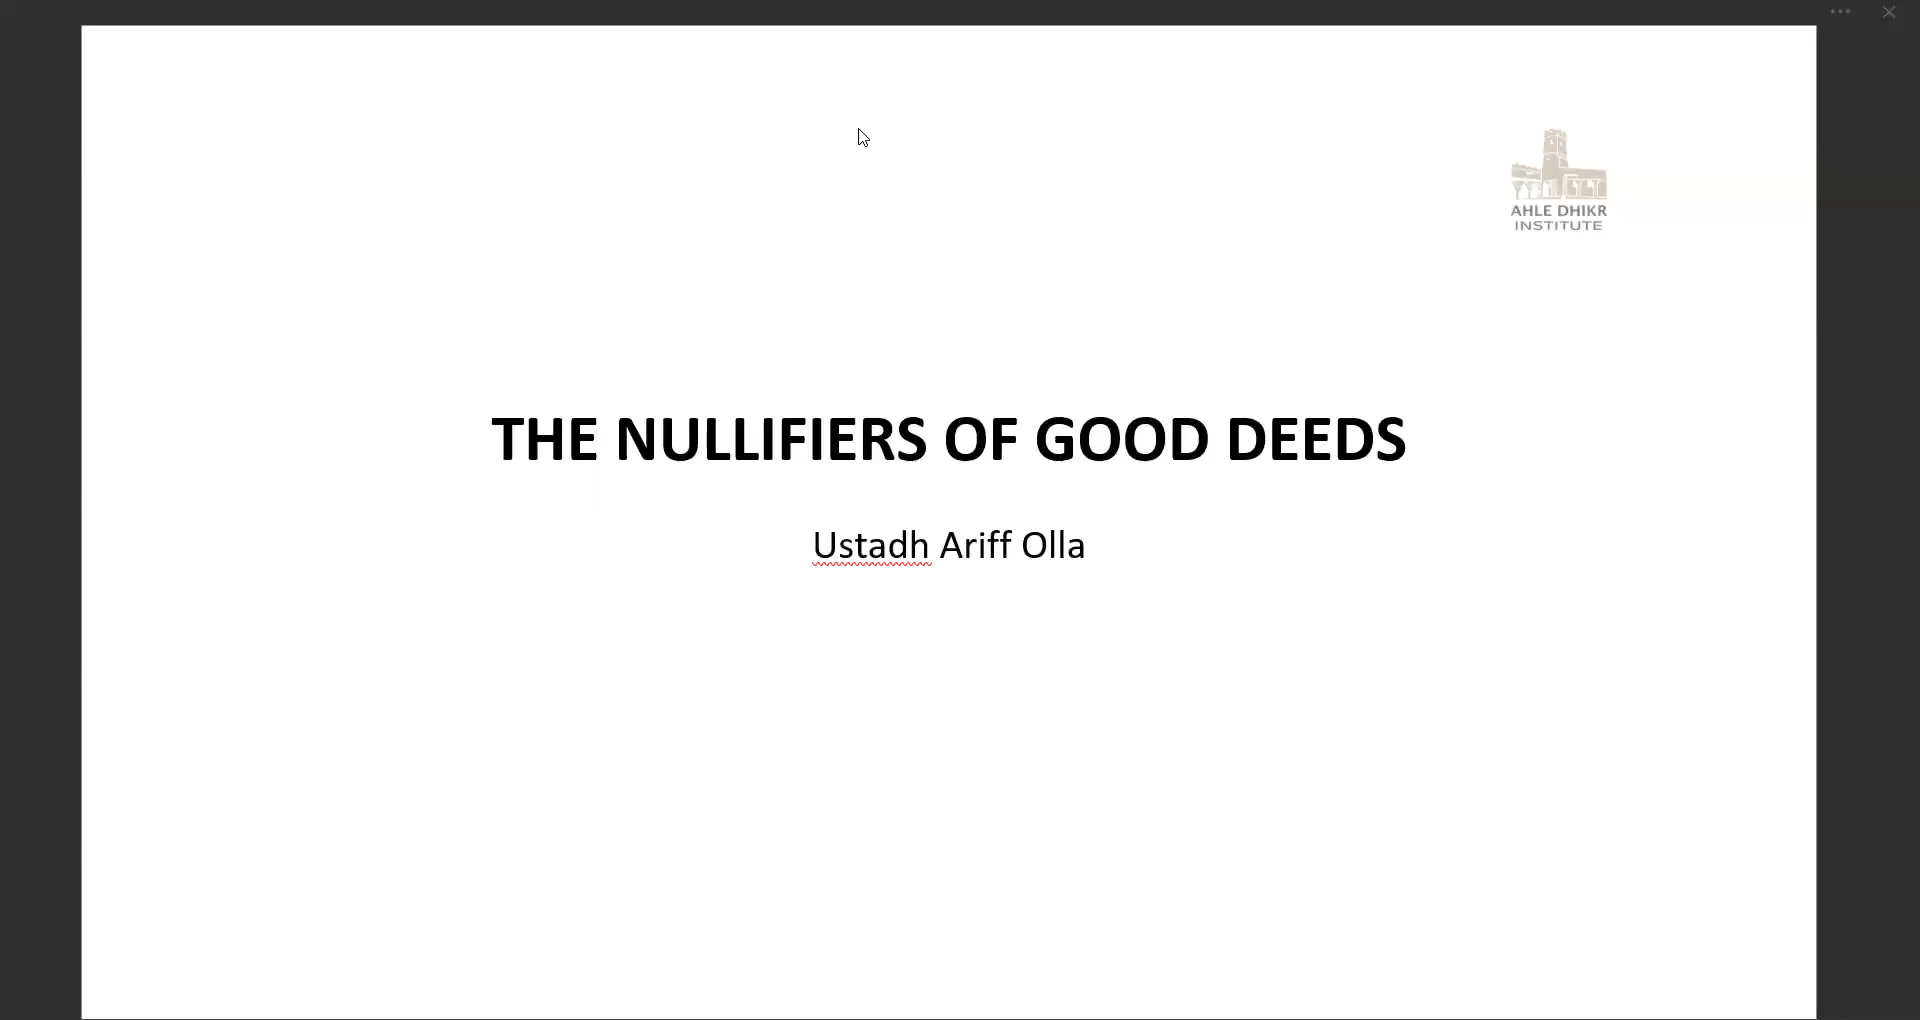 AHLE DHIKR
INSTITUTE
THE NULLIFIERS OF GOOD DEEDS
Ustadh Ariff Olla